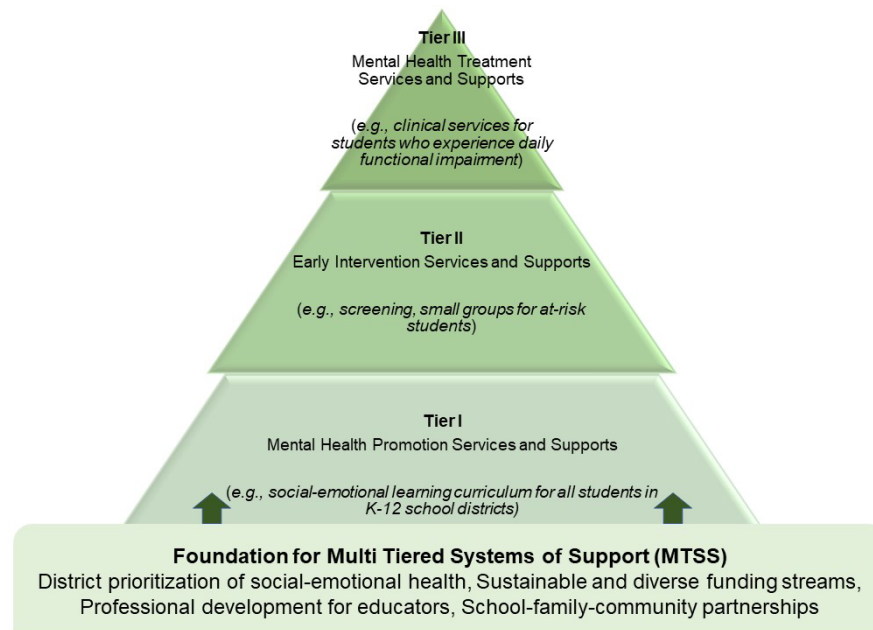 Tier III
Mental Health Treatment
Services and Supports
(e.g., clinical services for
students who experience daily
functional impairment)
Tier II
Early Intervention Services and Supports
(e.g., screening, small groups for at-risk
students)
Tier I
Mental Health Promotion Services and Supports
(e.g., social-emotional learning curriculum for all students in
K-12 school districts)
Foundation for Multi Tiered Systems of Support (MTSS)
District prioritization of social-emotional health, Sustainable and diverse funding streams,
Professional development for educators, School-family-community partnerships